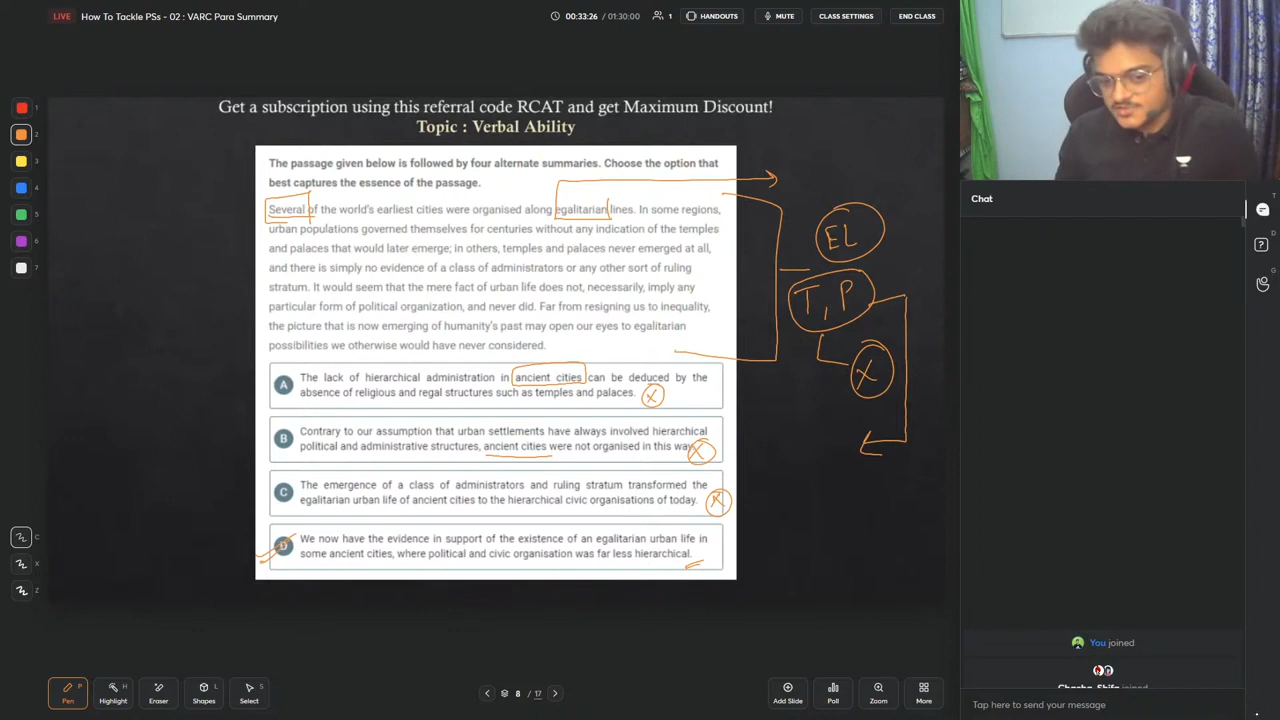 LIVE How To Tackle PSs - 02 : VARC Para Summary 00:33:26 / 01:30:00 1 HANDOUTS MUTE CLASS SETTINGS END CLASS
Chat
1
2
3
4
5
6
7
C
X
Z
Get a subscription using this referral code RCAT and get Maximum Discount!
Topic : Verbal Ability
The passage given below is followed by four alternate summaries. Choose the option that
best captures the essence of the passage.
Several of the world's earliest cities were organised along egalitarian lines. In some regions,
urban populations governed themselves for centuries without any indication of the temples
and palaces that would later emerge; in others, temples and palaces never emerged at all,
and there is simply no evidence of a class of administrators or any other sort of ruling
stratum. It would seem that the mere fact of urban life does not, necessarily, imply any
particular form of political organization, and never did. Far from resigning us to inequality,
the picture that is now emerging of humanity's past may open our eyes to egalitarian
possibilities we otherwise would have never considered.
A The lack of hierarchical administration in ancient cities can be deduced by the
absence of religious and regal structures such as temples and palaces. X
B Contrary to our assumption that urban settlements have always involved hierarchical
political and administrative structures, ancient cities were not organised in this way X
C The emergence of a class of administrators and ruling stratum transformed the
egalitarian urban life of ancient cities to the hierarchical civic organisations of today. X
D We now have the evidence in support of the existence of an egalitarian urban life in
some ancient cities, where political and civic organisation was far less hierarchical.
EL
T, P
X
You joined
P H E L S
Pen Highlight Eraser Shapes Select
8 / 17
Add Slide Poll Zoom More
Tap here to send your message